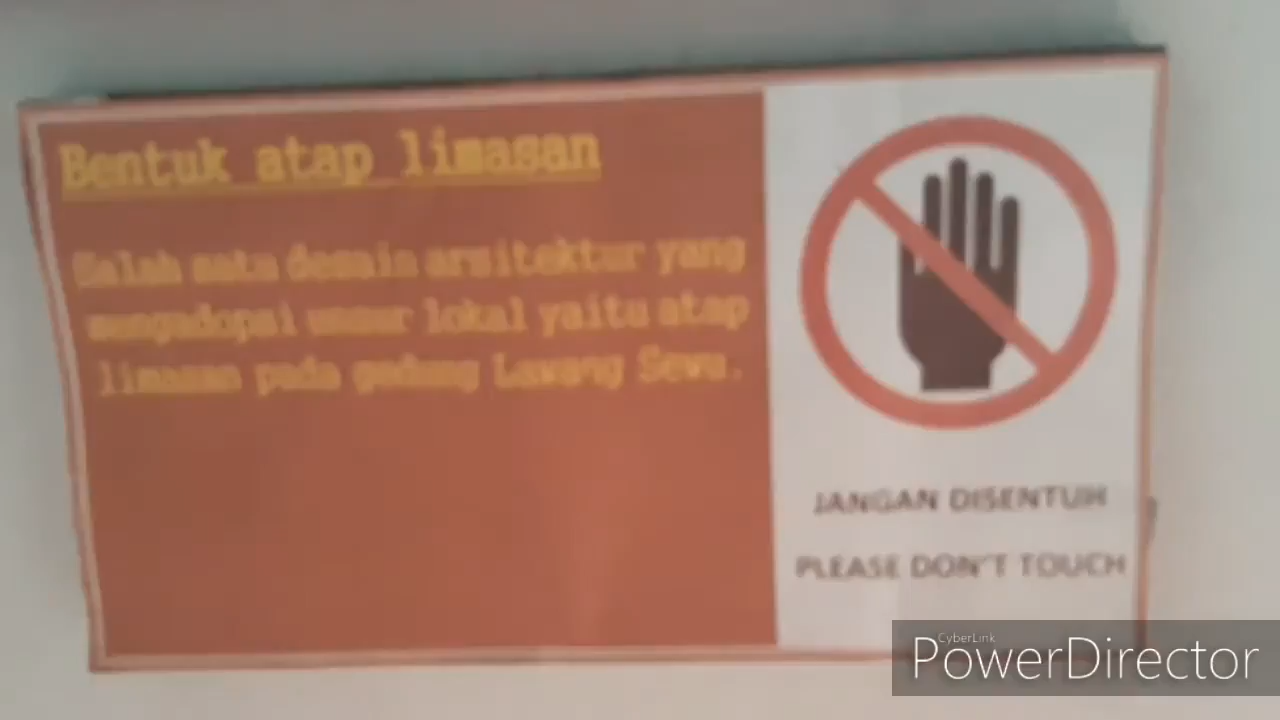 Bentuk atap limasan
Salah satu desain arsitektur yang
mengadopsi unsur lokal yaitu atap
limasan pada gedung Lawang Sewu.
JANGAN DISENTUH
PLEASE DON'T TOUCH
CyberLink
PowerDirector